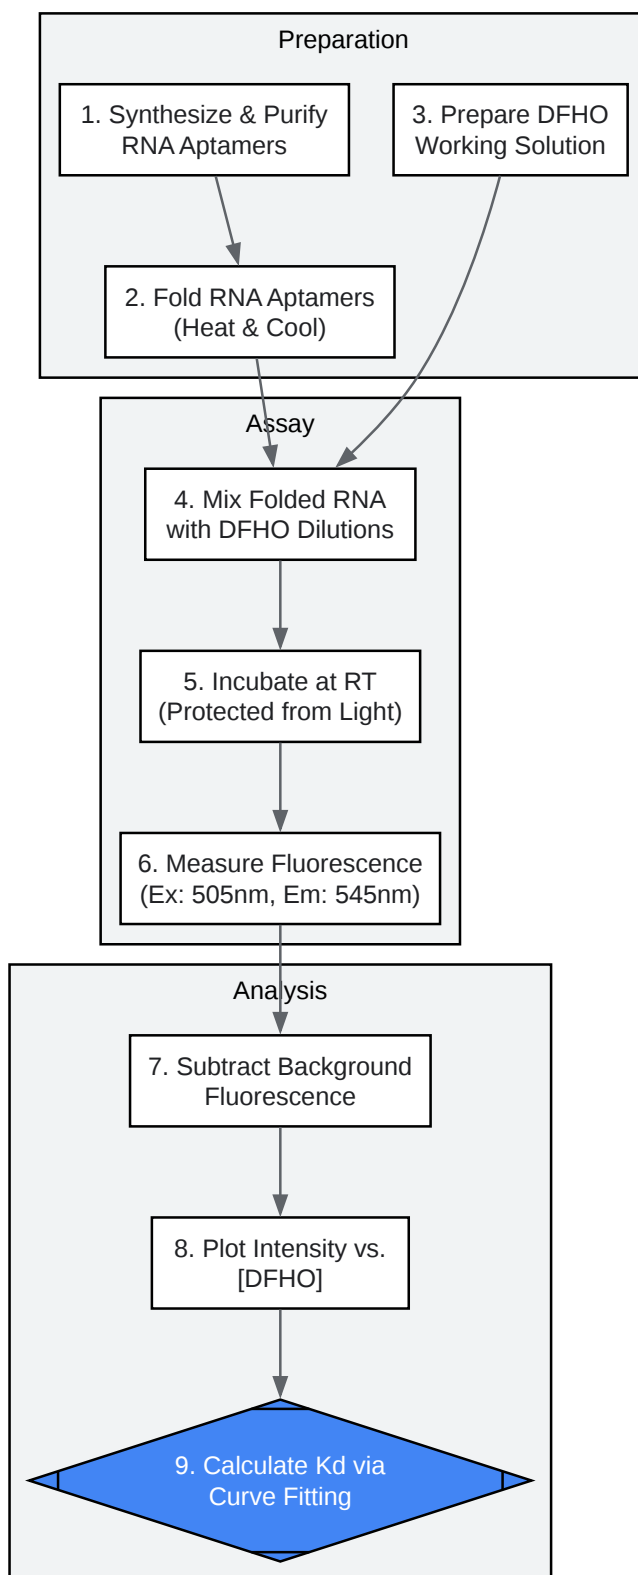 Preparation
1. Synthesize & Purify
RNA Aptamers
3. Prepare DFHO
Working Solution
2. Fold RNA Aptamers
(Heat & Cool)
Assay
4. Mix Folded RNA
with DFHO Dilutions
5. Incubate at RT
(Protected from Light)
6. Measure Fluorescence
(Ex: 505nm, Em: 545nm)
Analysis
7. Subtract Background
Fluorescence
8. Plot Intensity vs.
[DFHO]
9. Calculate Kd via
Curve Fitting